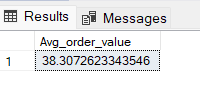 Results Messages
Avg_order_value
1 38.3072623343546